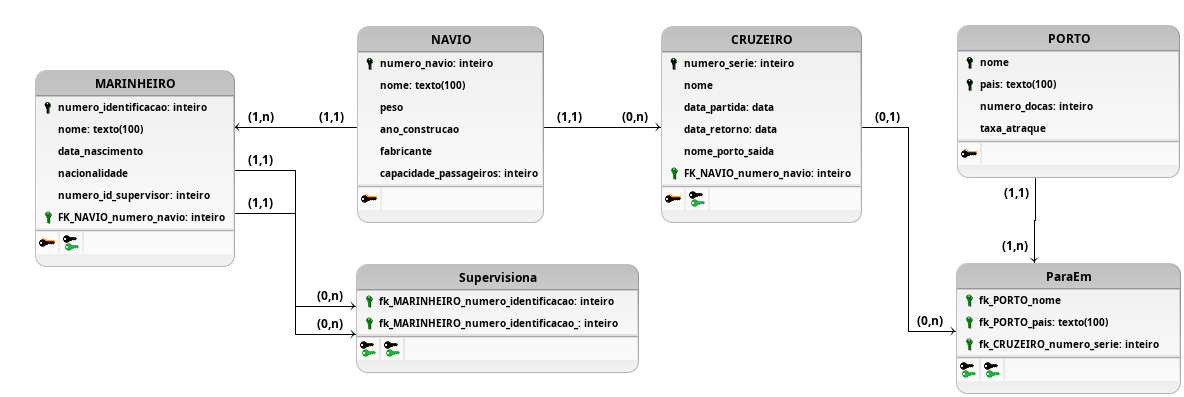 MARINHEIRO
numero_identificacao: inteiro
nome: texto(100)
data_nascimento
nacionalidade
numero_id_supervisor: inteiro
FK_NAVIO_numero_navio: inteiro
(1,n)
(1,1)
(1,1)
(1,1)
NAVIO
numero_navio: inteiro
nome: texto(100)
peso
ano_construcao
fabricante
capacidade_passageiros: inteiro
(1,1)
(0,n)
CRUZEIRO
numero_serie: inteiro
nome
data_partida: data
data_retorno: data
nome_porto_saida
FK_NAVIO_numero_navio: inteiro
(0,1)
PORTO
nome
pais: texto(100)
numero_docas: inteiro
taxa_atraque
(1,1)
(1,n)
(0,n)
(0,n)
Supervisiona
fk_MARINHEIRO_numero_identificacao: inteiro
fk_MARINHEIRO_numero_identificacao_: inteiro
(0,n)
ParaEm
fk_PORTO_nome
fk_PORTO_pais: texto(100)
fk_CRUZEIRO_numero_serie: inteiro